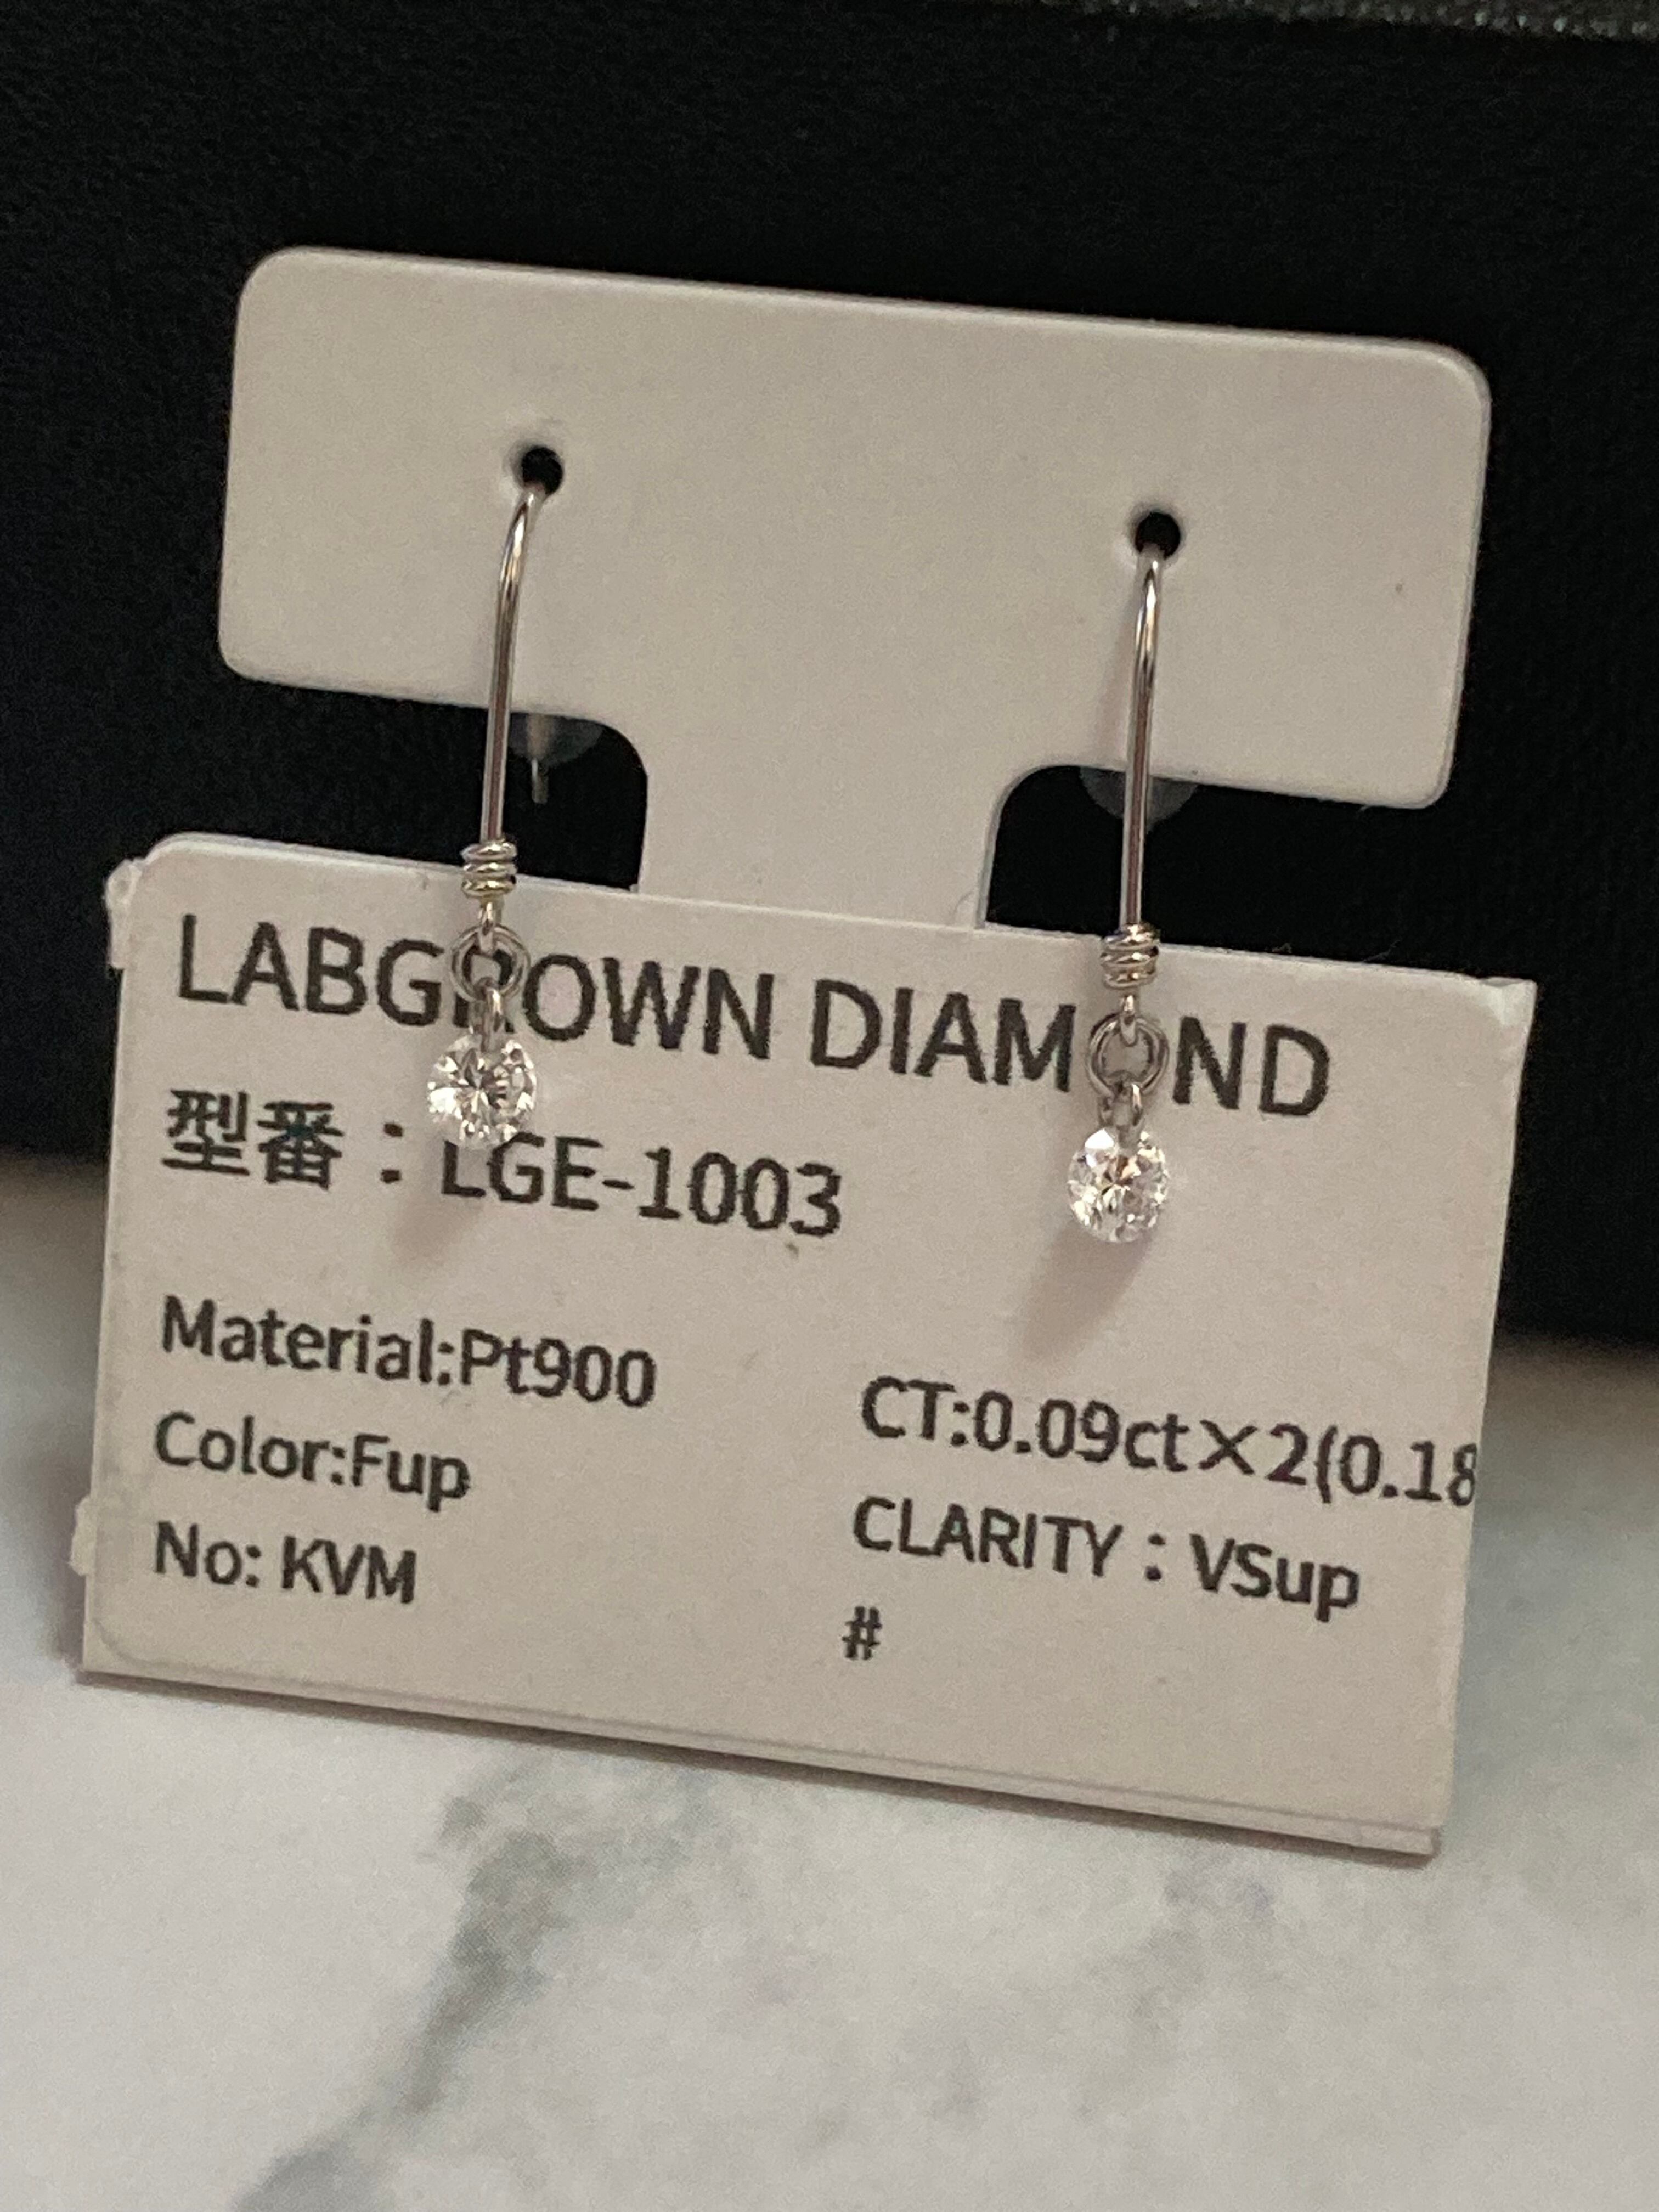 LABGROWN DIAMOND
型番：LGE-1003
Material:Pt900
CT:0.09ct×2(0.18
Color:Fup
CLARITY：VSup
No: KVM
#